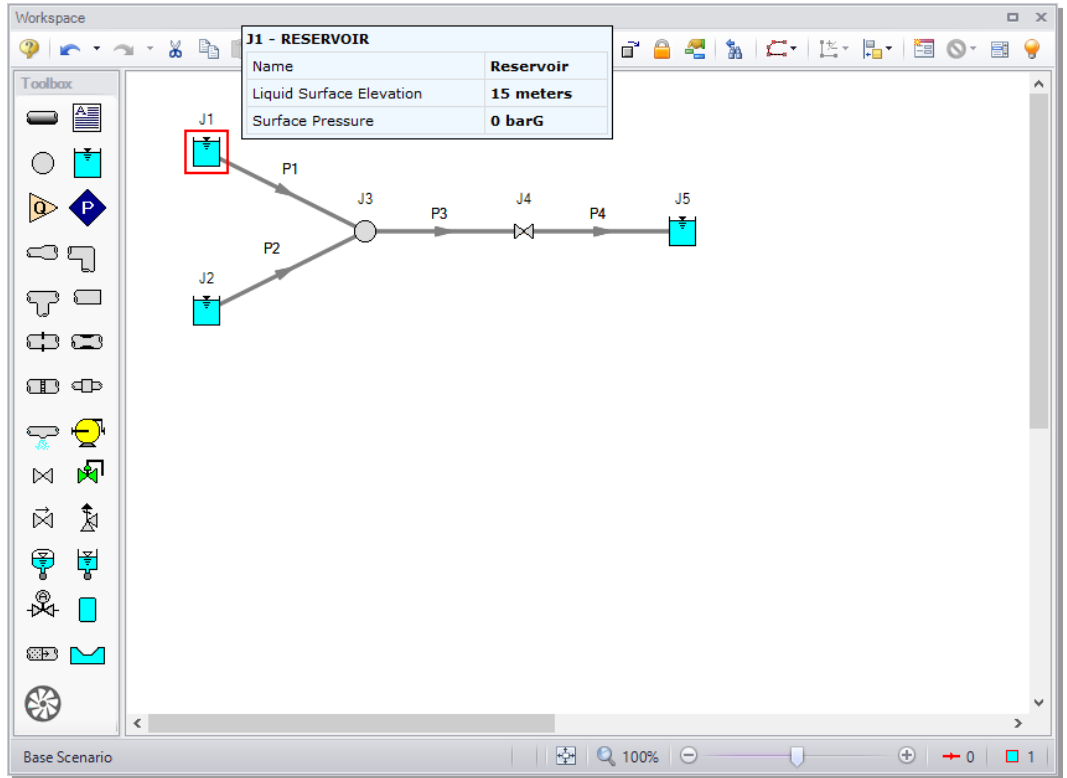 Workspace
J1 - RESERVOIR
Name Reservoir
Liquid Surface Elevation 15 meters
Surface Pressure 0 barG
Toolbox
A
Q P
A
J1
P1
J3
P3
J4
P4
J5
P2
J2
Base Scenario 100% 0 1